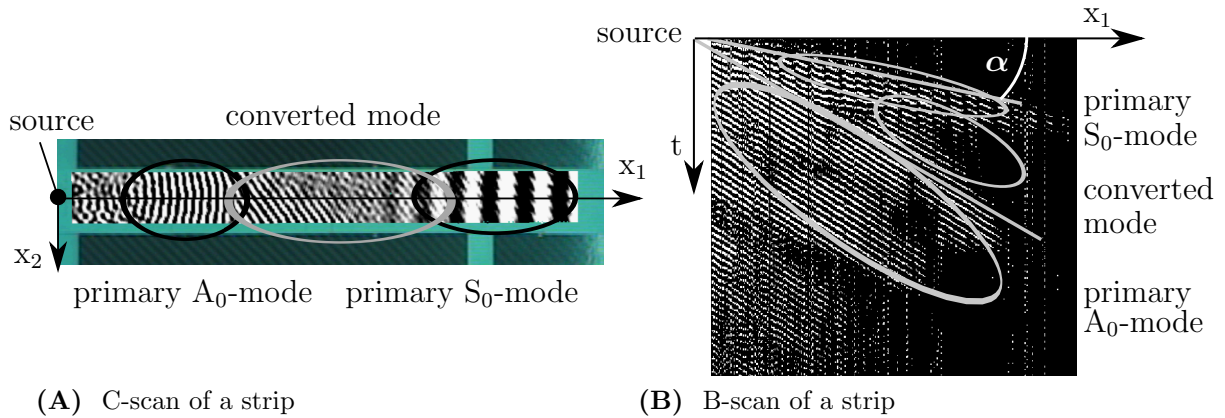 source
converted mode
x₁
x₂
primary A₀-mode
primary S₀-mode
(A) C-scan of a strip
source
x₁
α
t
primary
S₀-mode
converted
mode
primary
A₀-mode
(B) B-scan of a strip